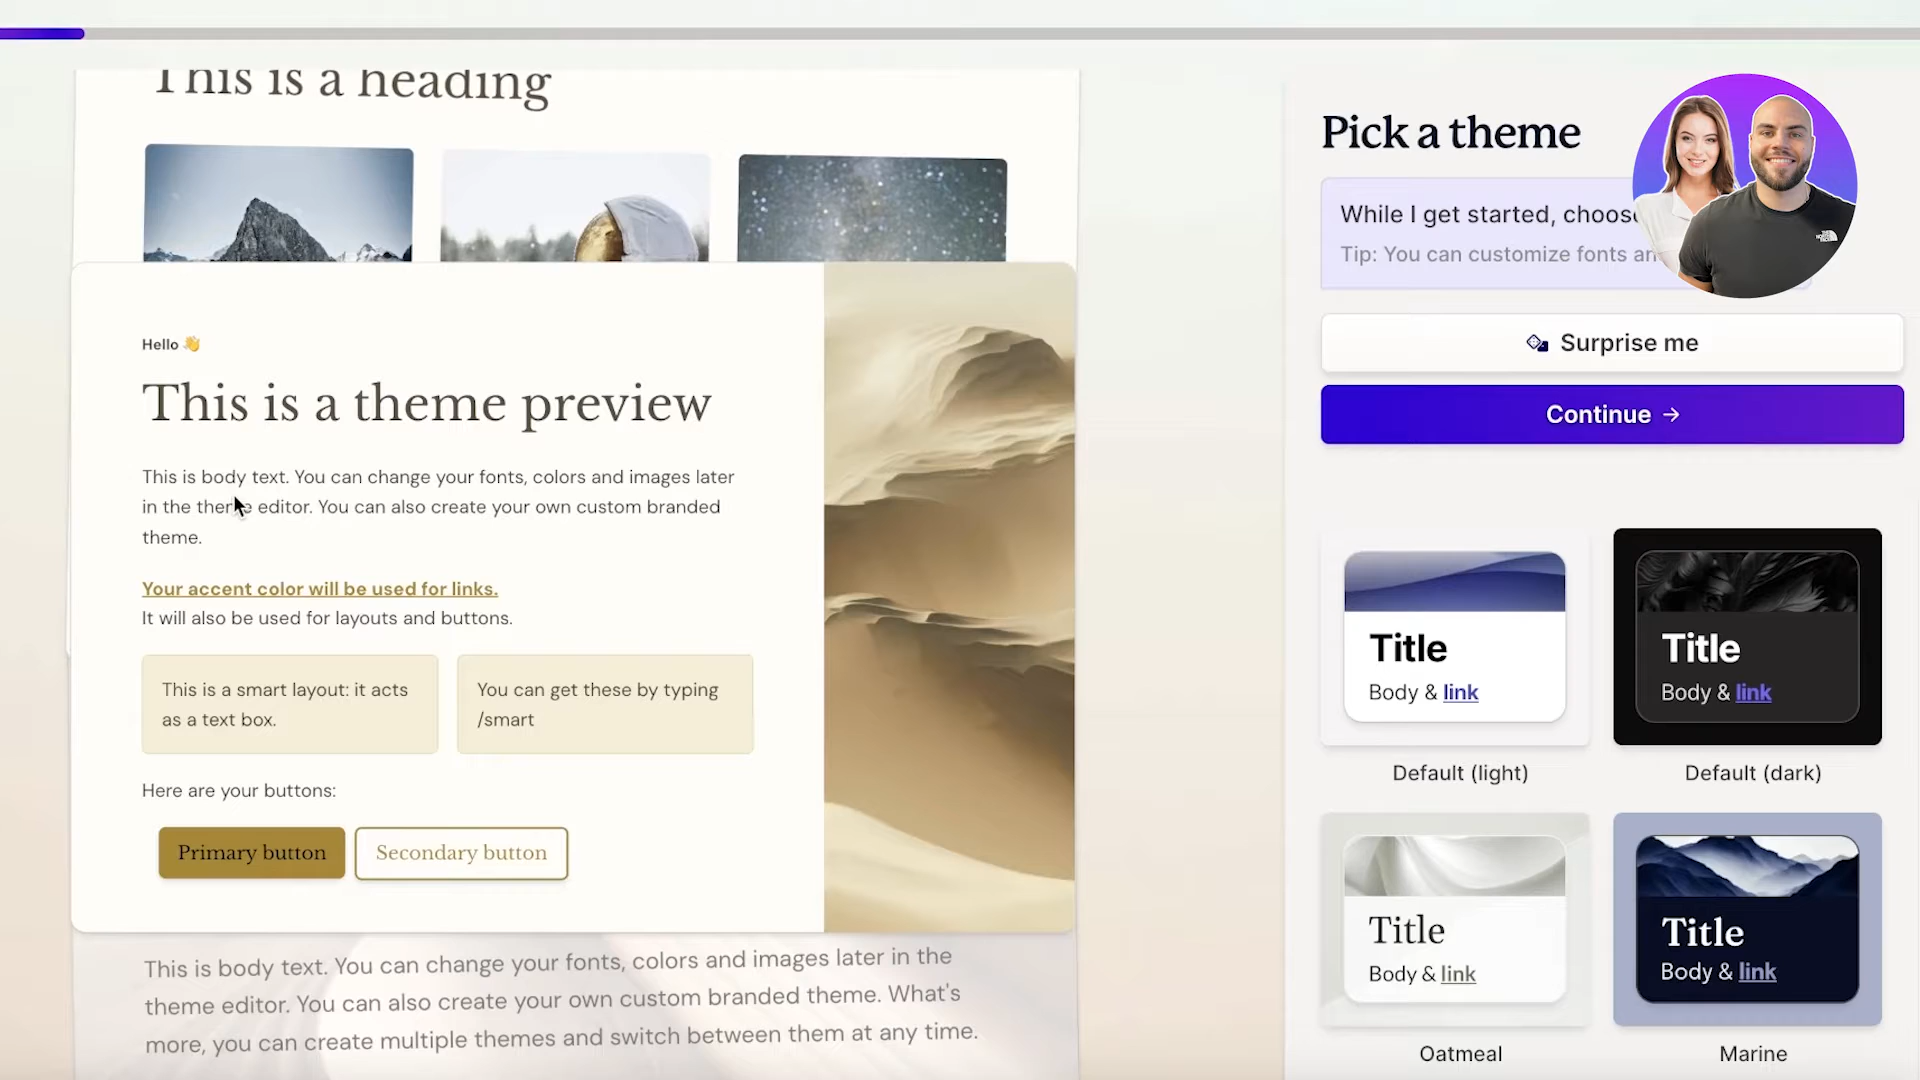 This is a heading
Hello 👋
This is a theme preview
This is body text. You can change your fonts, colors and images later
in the theme editor. You can also create your own custom branded
theme.
Your accent color will be used for links.
It will also be used for layouts and buttons.
This is a smart layout: it acts
as a text box.
You can get these by typing
/smart
Here are your buttons:
Primary button
Secondary button
This is body text. You can change your fonts, colors and images later in the
theme editor. You can also create your own custom branded theme. What's
more, you can create multiple themes and switch between them at any time.
Pick a theme
While I get started, choose
Tip: You can customize fonts
Surprise me
Continue →
Title
Body & link
Default (light)
Title
Body & link
Default (dark)
Title
Body & link
Oatmeal
Title
Body & link
Marine